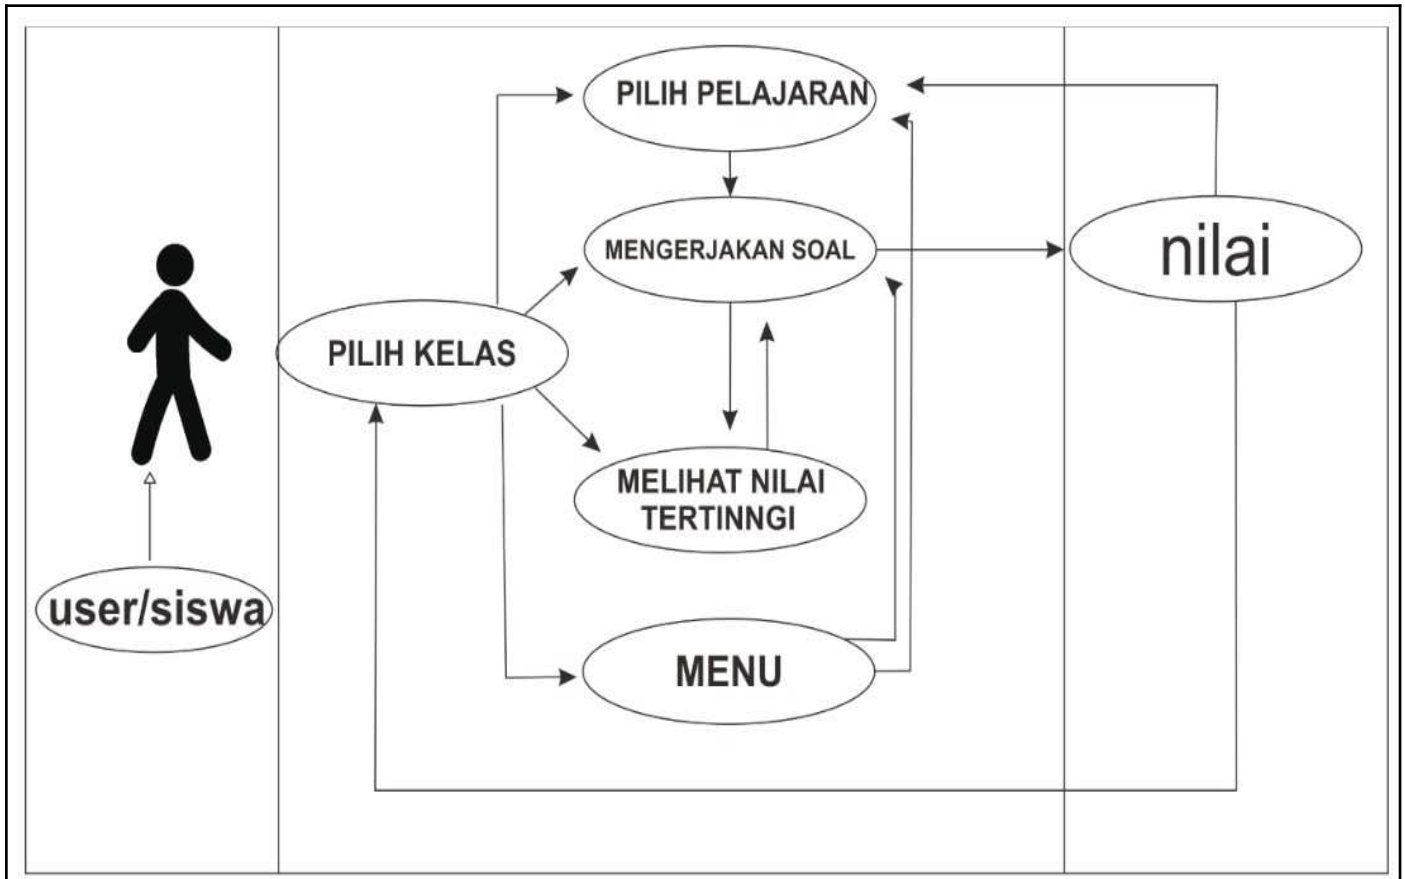 PILIH PELAJARAN
MENGERJAKAN SOAL
nilai
PILIH KELAS
MELIHAT NILAI
TERTINNGI
user/siswa
MENU